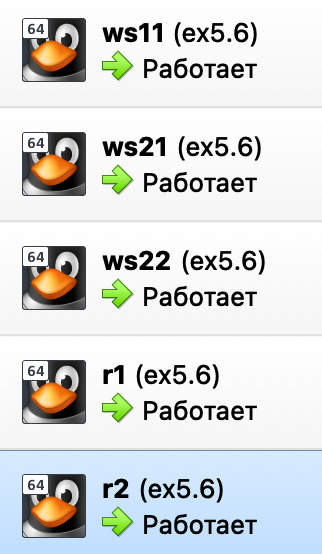 64
ws11 (ex5.6)
Работает
64
ws21 (ex5.6)
Работает
64
ws22 (ex5.6)
Работает
64
r1 (ex5.6)
Работает
64
r2 (ex5.6)
Работает